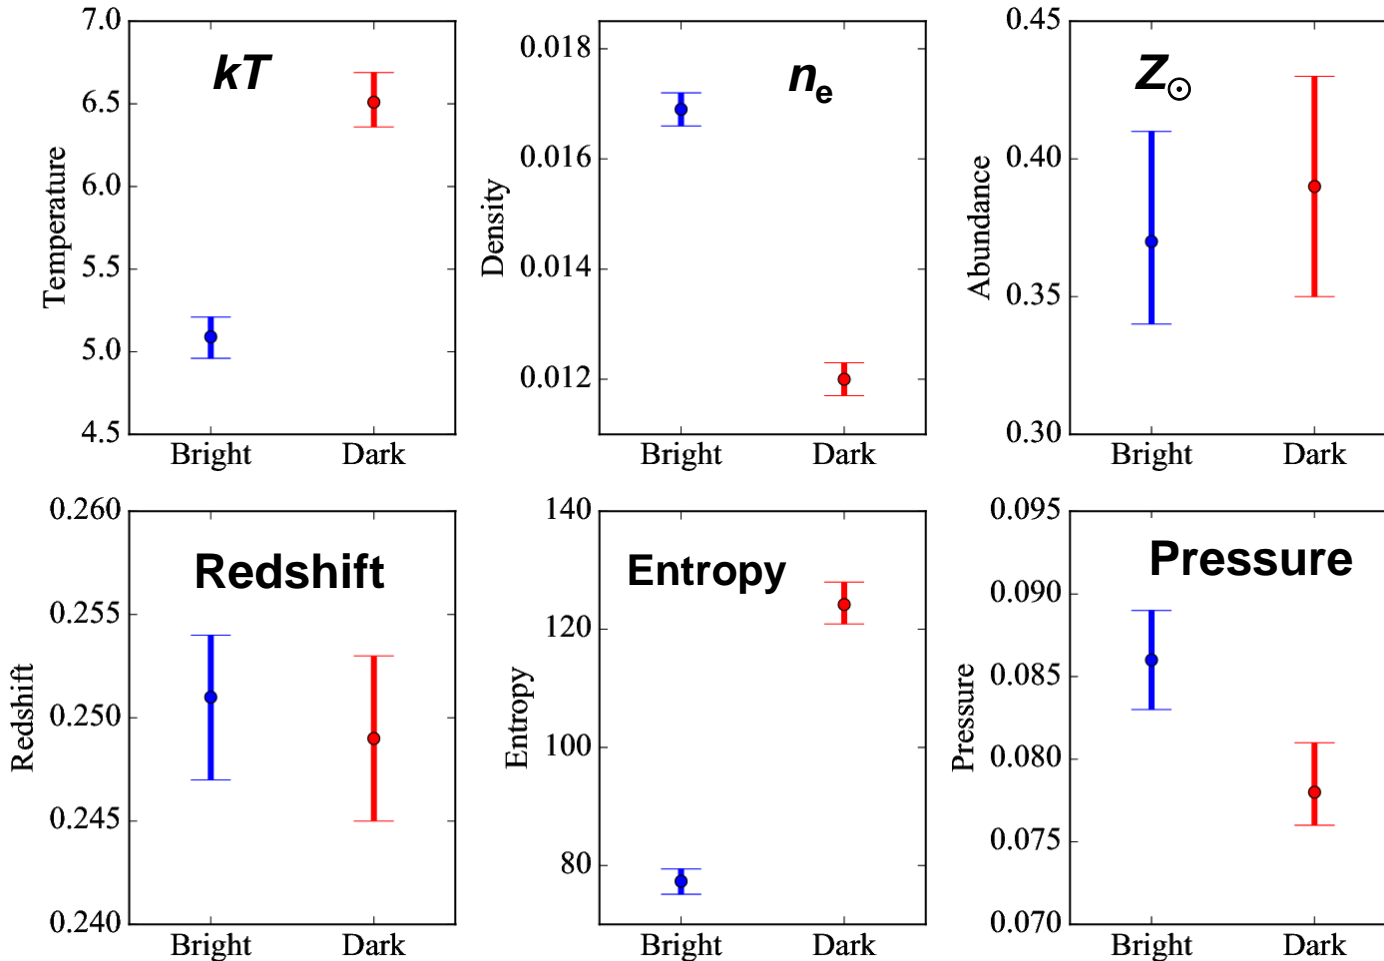 7.0
6.5
6.0
5.5
5.0
4.5
Temperature
kT
Bright Dark
0.018
0.016
0.014
0.012
Density
nₑ
Bright Dark
0.45
0.40
0.35
0.30
Abundance
Z☉
Bright Dark
0.260
0.255
0.250
0.245
0.240
Redshift
Redshift
Bright Dark
140
120
100
80
Entropy
Entropy
Bright Dark
0.095
0.090
0.085
0.080
0.075
0.070
Pressure
Pressure
Bright Dark